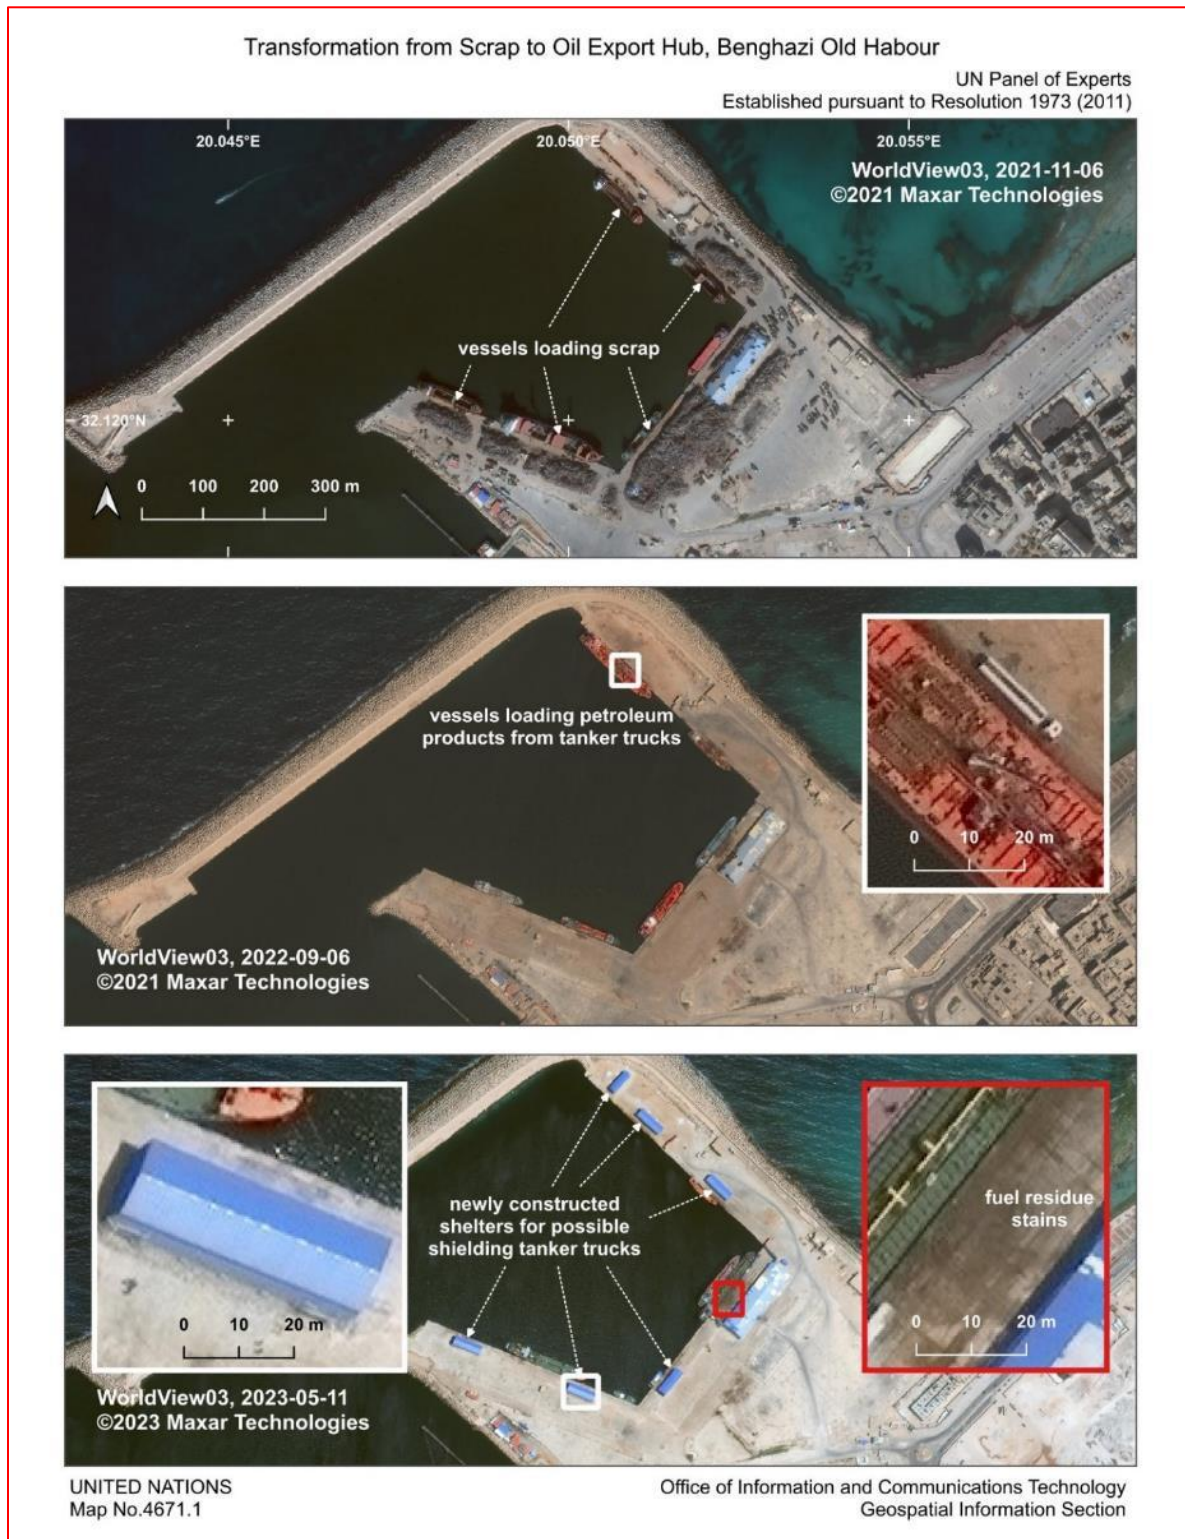 Transformation from Scrap to Oil Export Hub, Benghazi Old Habour
UN Panel of Experts
Established pursuant to Resolution 1973 (2011)
20.045°E
20.050°E
20.055°E
WorldView03, 2021-11-06
©2021 Maxar Technologies
vessels loading scrap
32.120°N
0 100 200 300 m
vessels loading petroleum
products from tanker trucks
0 10 20 m
WorldView03, 2022-09-06
©2021 Maxar Technologies
newly constructed
shelters for possible
shielding tanker trucks
fuel residue
stains
0 10 20 m
0 10 20 m
WorldView03, 2023-05-11
©2023 Maxar Technologies
UNITED NATIONS
Map No.4671.1
Office of Information and Communications Technology
Geospatial Information Section